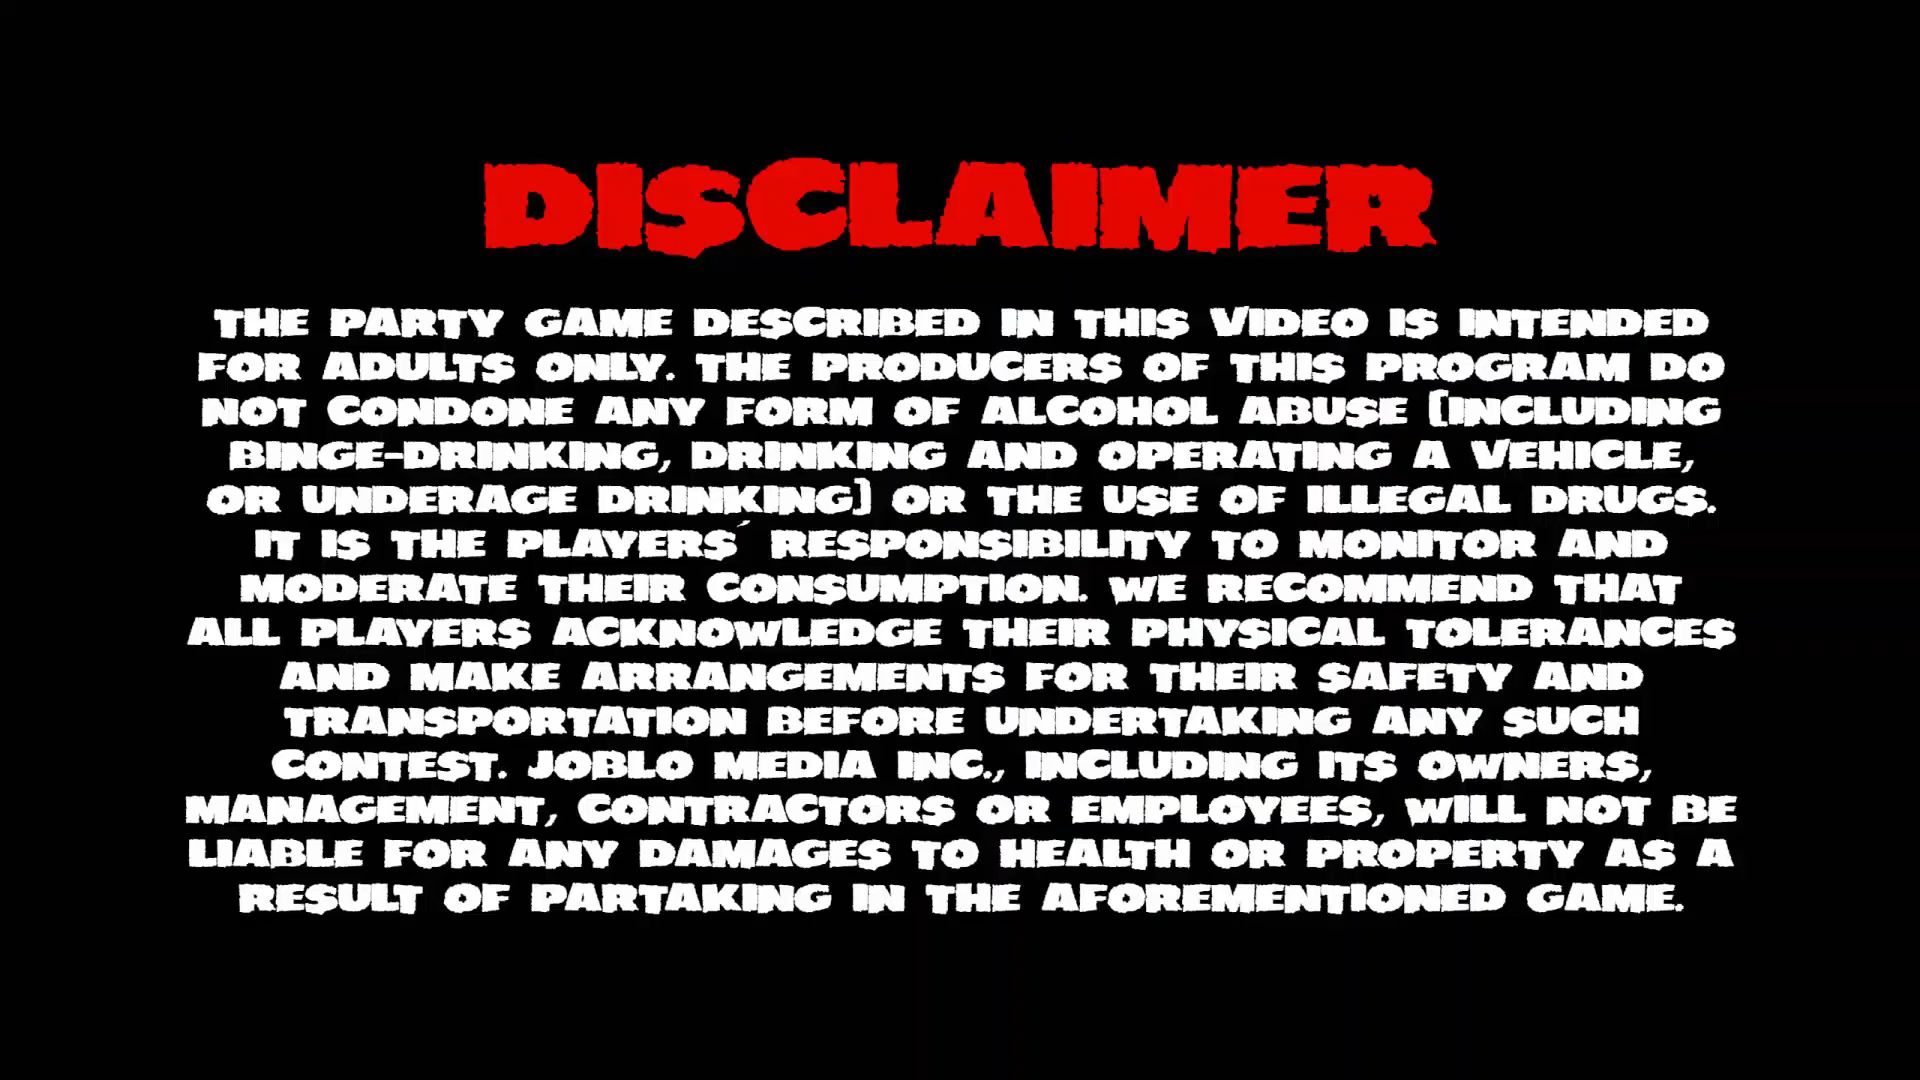 DISCLAIMER
THE PARTY GAME DESCRIBED IN THIS VIDEO IS INTENDED
FOR ADULTS ONLY. THE PRODUCERS OF THIS PROGRAM DO
NOT CONDONE ANY FORM OF ALCOHOL ABUSE (INCLUDING
BINGE-DRINKING, DRINKING AND OPERATING A VEHICLE,
OR UNDERAGE DRINKING) OR THE USE OF ILLEGAL DRUGS.
IT IS THE PLAYERS´ RESPONSIBILITY TO MONITOR AND
MODERATE THEIR CONSUMPTION. WE RECOMMEND THAT
ALL PLAYERS ACKNOWLEDGE THEIR PHYSICAL TOLERANCES
AND MAKE ARRANGEMENTS FOR THEIR SAFETY AND
TRANSPORTATION BEFORE UNDERTAKING ANY SUCH
CONTEST. JOBLO MEDIA INC., INCLUDING ITS OWNERS,
MANAGEMENT, CONTRACTORS OR EMPLOYEES, WILL NOT BE
LIABLE FOR ANY DAMAGES TO HEALTH OR PROPERTY AS A
RESULT OF PARTAKING IN THE AFOREMENTIONED GAME.